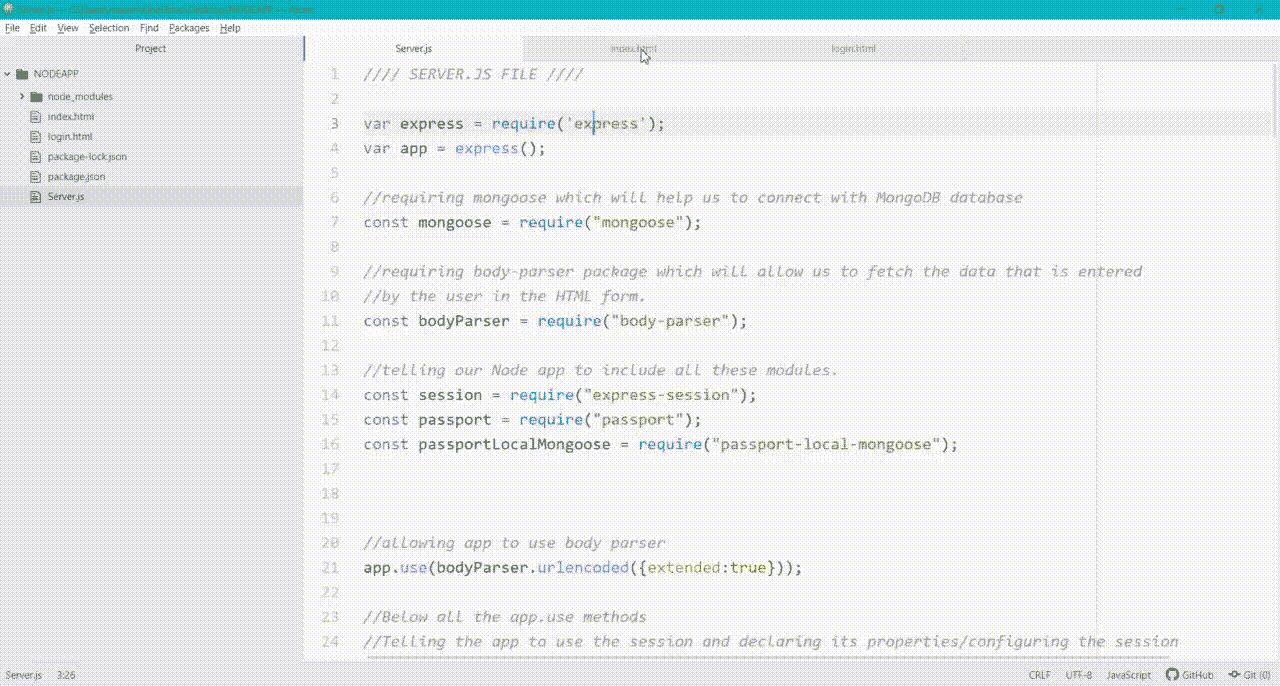 File Edit View Selection Find Packages Help
Project
Server.js index.html login.html
NODEAPP
node_modules
index.html
login.html
package-lock.json
package.json
Server.js
1 //// SERVER.JS FILE ////
2
3 var express = require('express');
4 var app = express();
5
6 //requiring mongoose which will help us to connect with MongoDB database
7 const mongoose = require("mongoose");
8
9 //requiring body-parser package which will allow us to fetch the data that is entered
10 //by the user in the HTML form.
11 const bodyParser = require("body-parser");
12
13 //telling our Node app to include all these modules.
14 const session = require("express-session");
15 const passport = require("passport");
16 const passportLocalMongoose = require("passport-local-mongoose");
17
18
19
20 //allowing app to use body parser
21 app.use(bodyParser.urlencoded({extended:true}));
22
23 //Below all the app.use methods
24 //Telling the app to use the session and declaring its properties/configuring the session
Server.js 3:26 CRLF UTF-8 JavaScript GitHub Git (0)